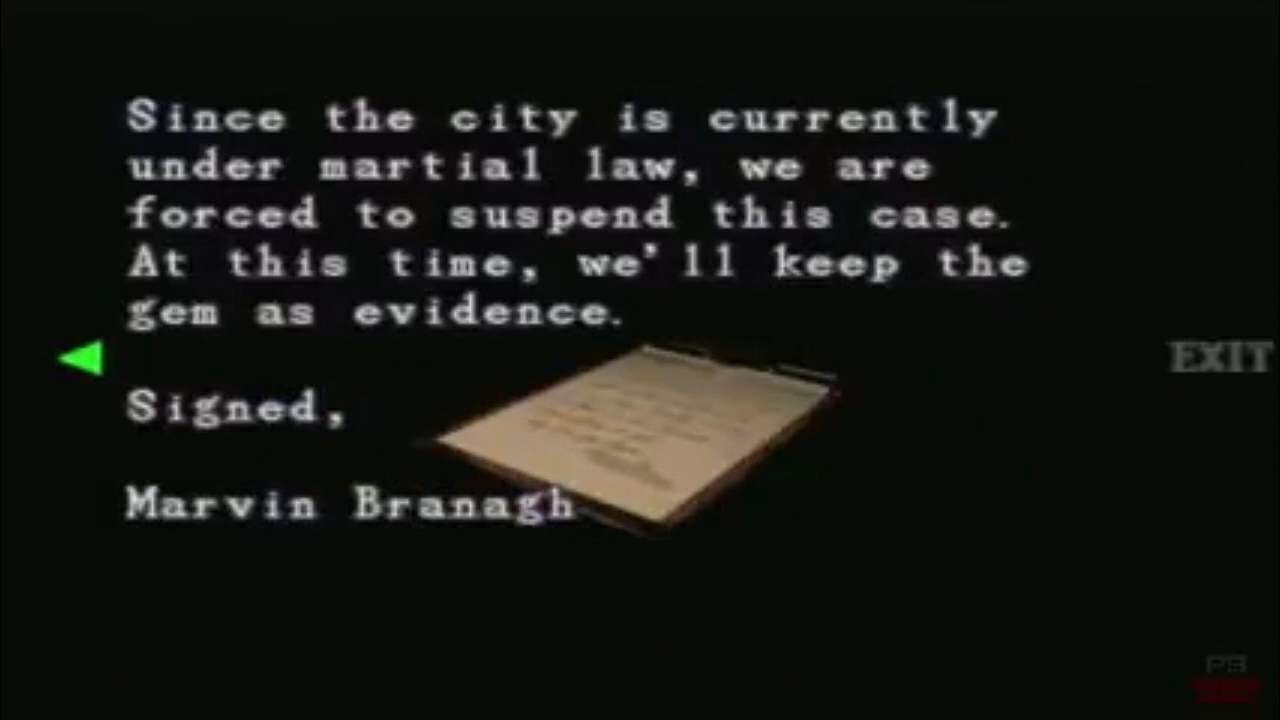 Since the city is currently
under martial law, we are
forced to suspend this case.
At this time, we'll keep the
gem as evidence.
EXIT
Signed,
Marvin Branagh